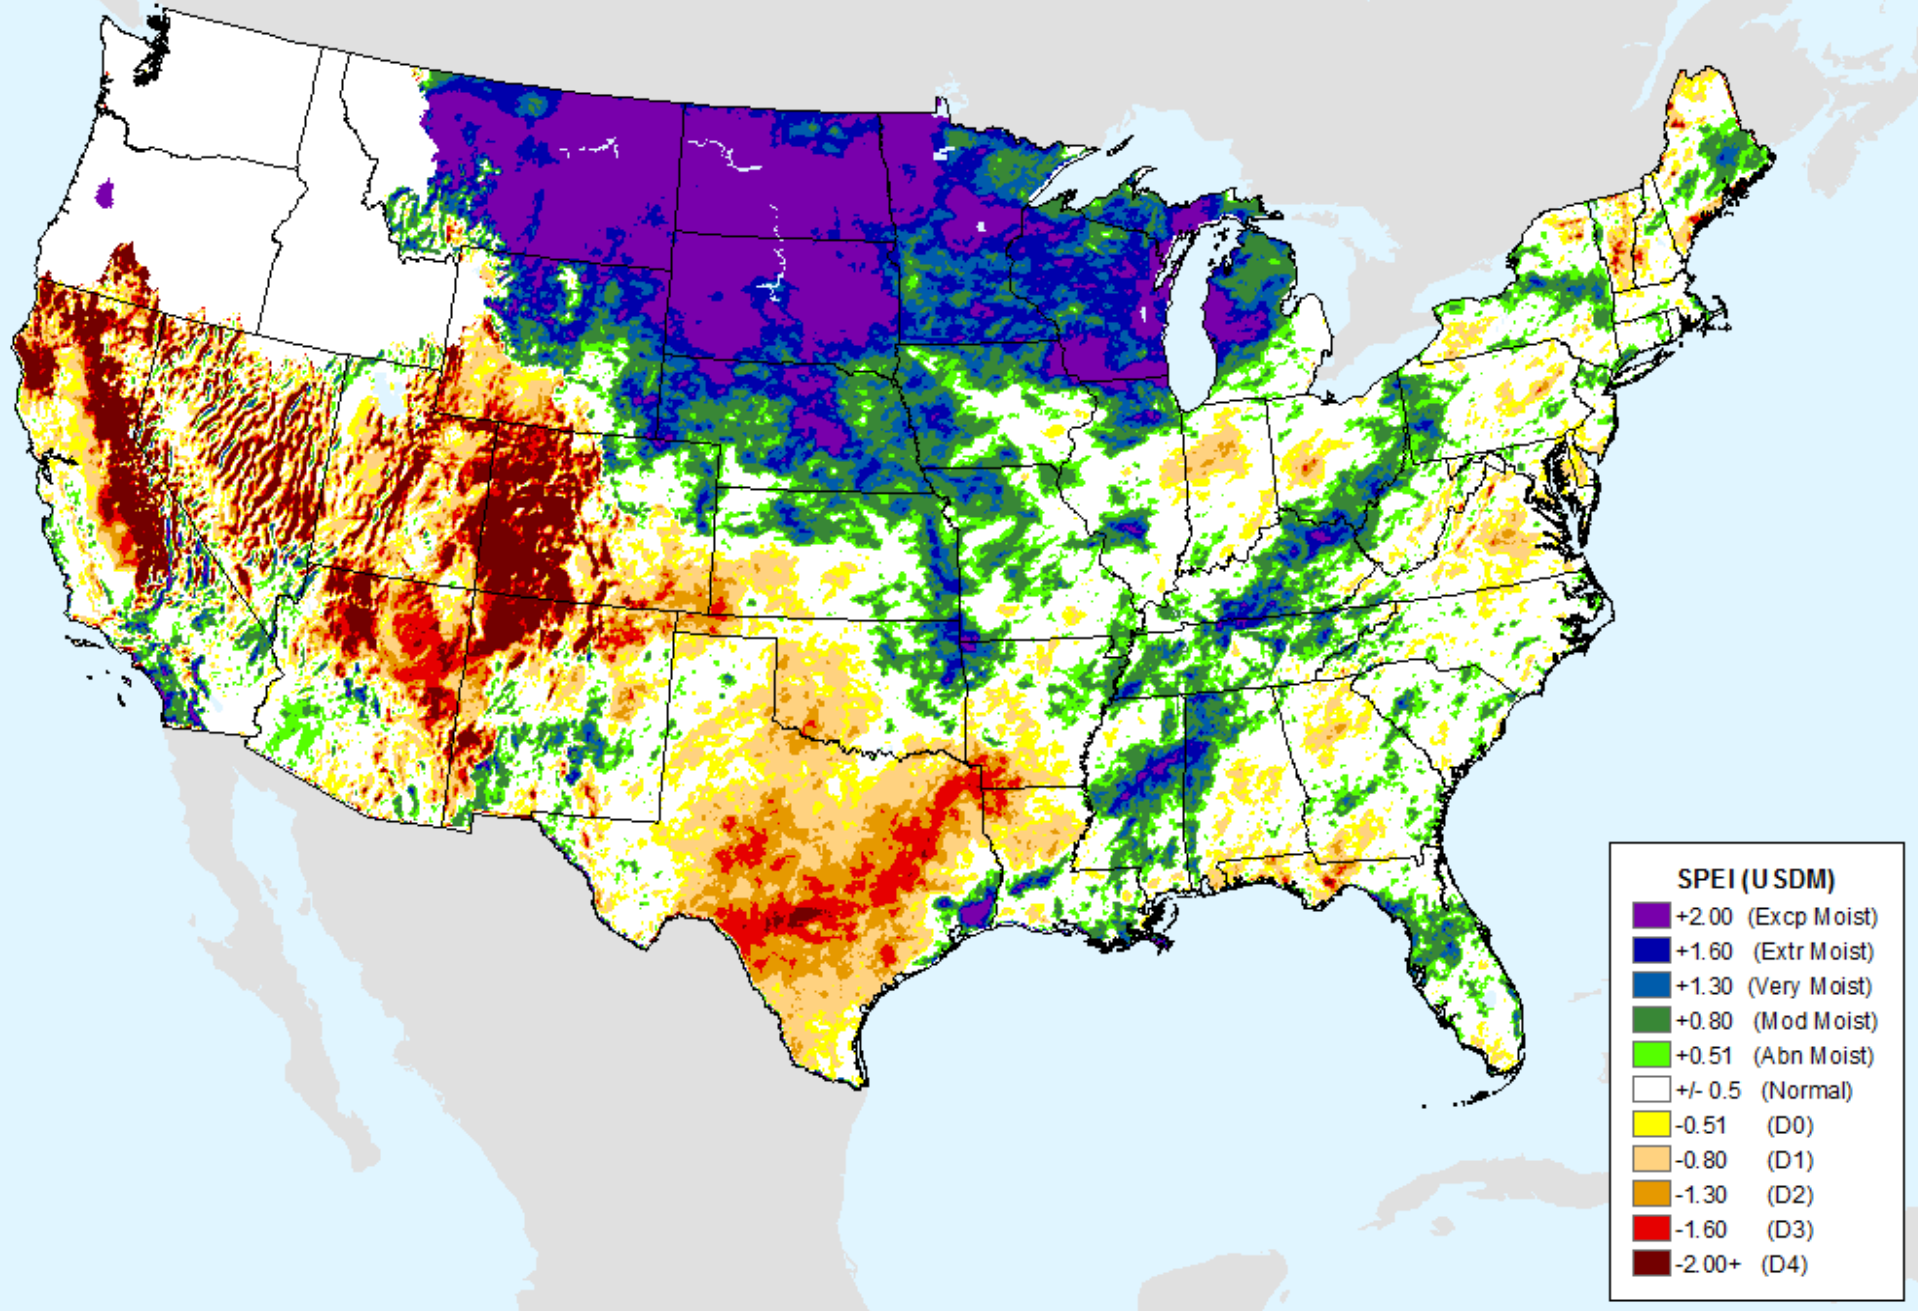 SPEI (USDM)
+2.00 (Excp Moist)
+1.60 (Extr Moist)
+1.30 (Very Moist)
+0.80 (Mod Moist)
+0.51 (Abn Moist)
+/- 0.5 (Normal)
-0.51 (D0)
-0.80 (D1)
-1.30 (D2)
-1.60 (D3)
-2.00+ (D4)